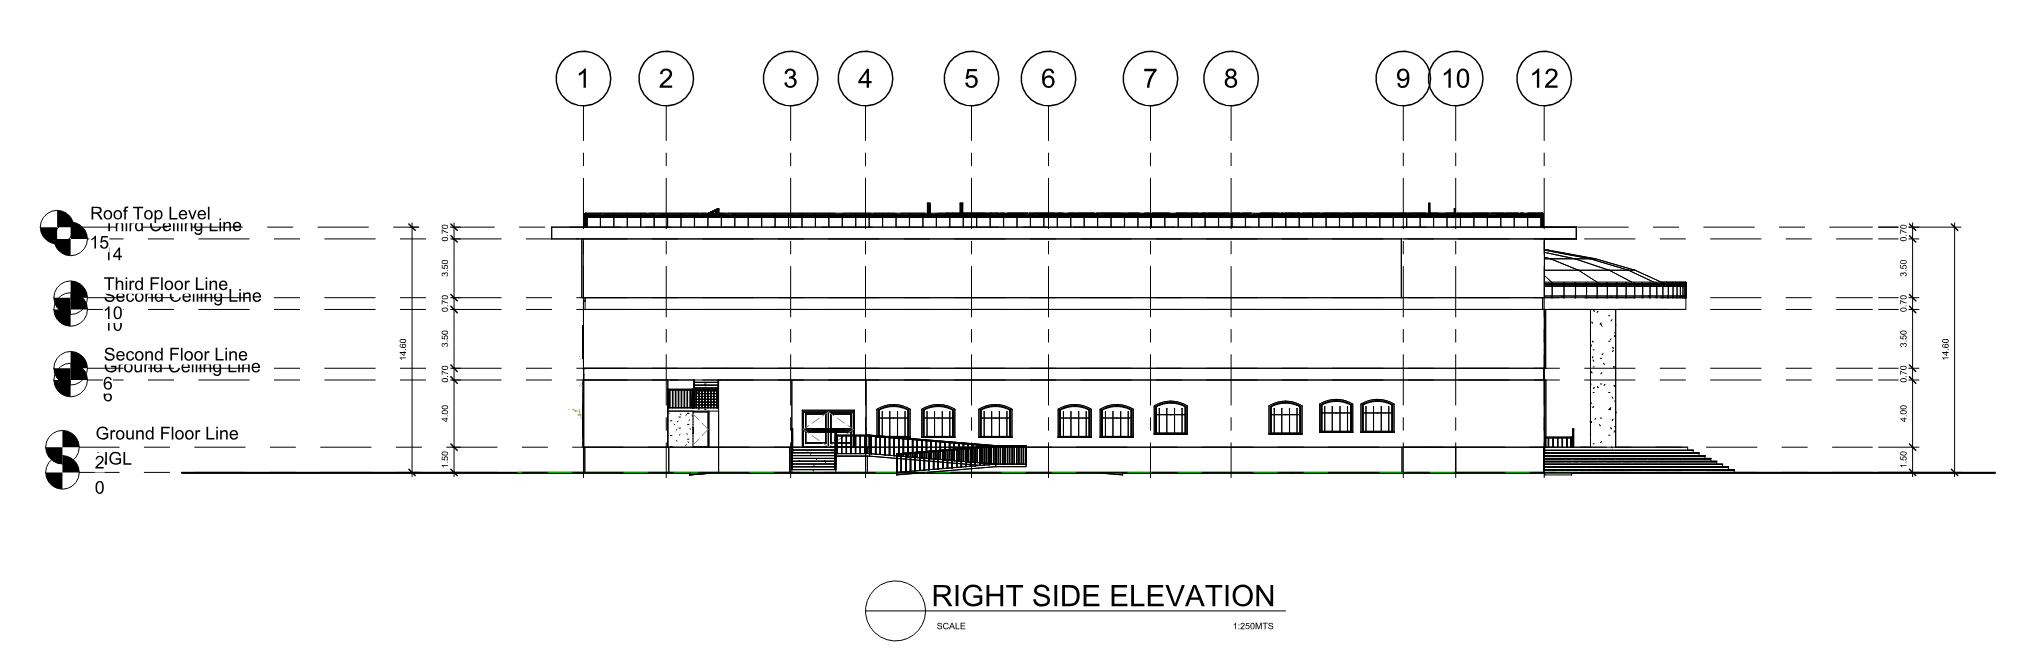 1 2 3 4 5 6 7 8 9 10 12
Roof Top Level
Third Ceiling Line
15
14
Third Floor Line
Second Ceiling Line
10
10
Second Floor Line
Ground Ceiling Line
6
6
Ground Floor Line
2
IGL
0
14.60
0.70
3.50
0.70
3.50
0.70
4.00
1.50
0.70
3.50
0.70
3.50
0.70
4.00
1.50
14.60
RIGHT SIDE ELEVATION
SCALE 1:250MTS